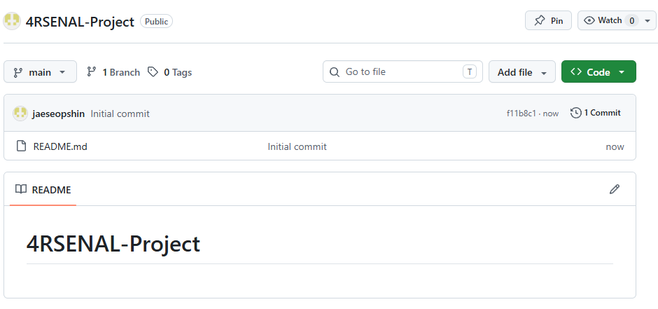 4RSENAL-Project Public Pin Watch 0
main 1 Branch 0 Tags Go to file T Add file Code
jaeseopshin Initial commit f11b8c1 · now 1 Commit
README.md Initial commit now
README
4RSENAL-Project